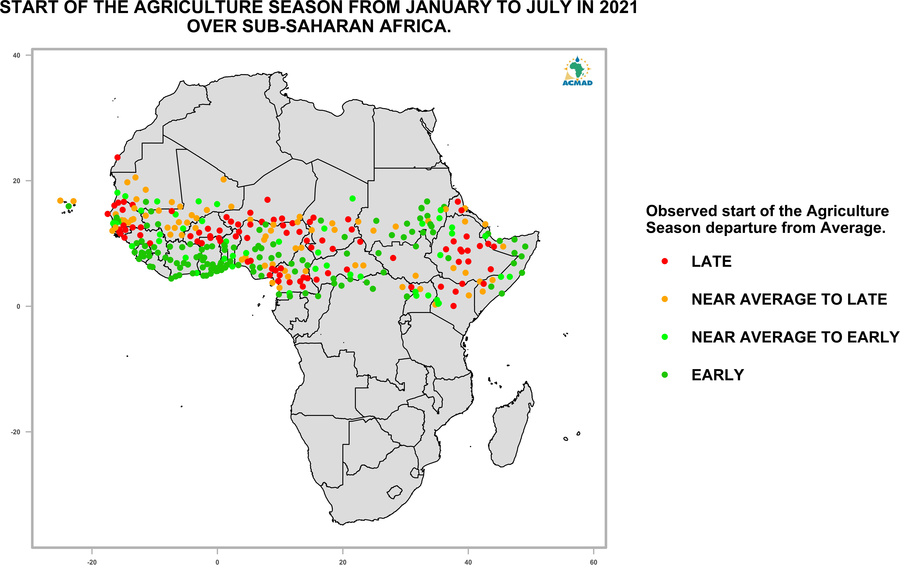 START OF THE AGRICULTURE SEASON FROM JANUARY TO JULY IN 2021
OVER SUB-SAHARAN AFRICA.
40
20
0
-20
-20
0
20
40
60
ACMAD
Observed start of the Agriculture
Season departure from Average.
LATE
NEAR AVERAGE TO LATE
NEAR AVERAGE TO EARLY
EARLY